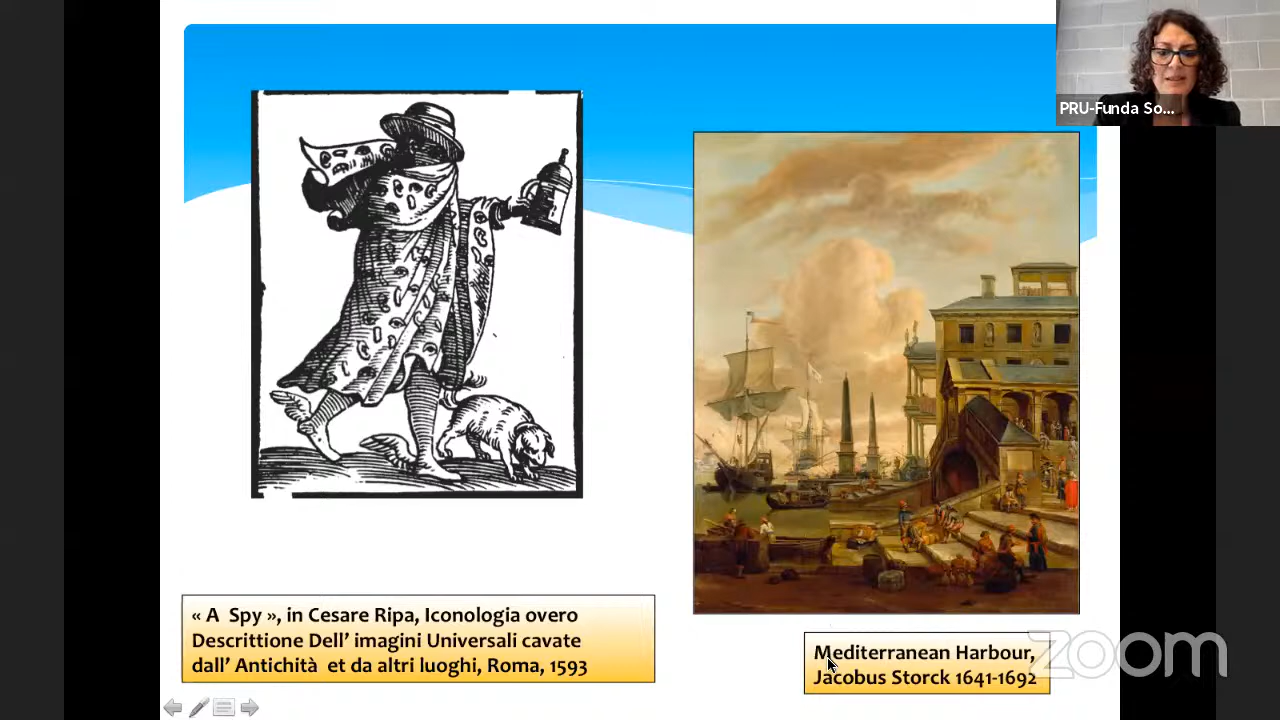 PRU-Funda So...
« A Spy », in Cesare Ripa, Iconologia overo
Descrittione Dell' imagini Universali cavate
dall' Antichità et da altri luoghi, Roma, 1593
Mediterranean Harbour,
Jacobus Storck 1641-1692
zoom